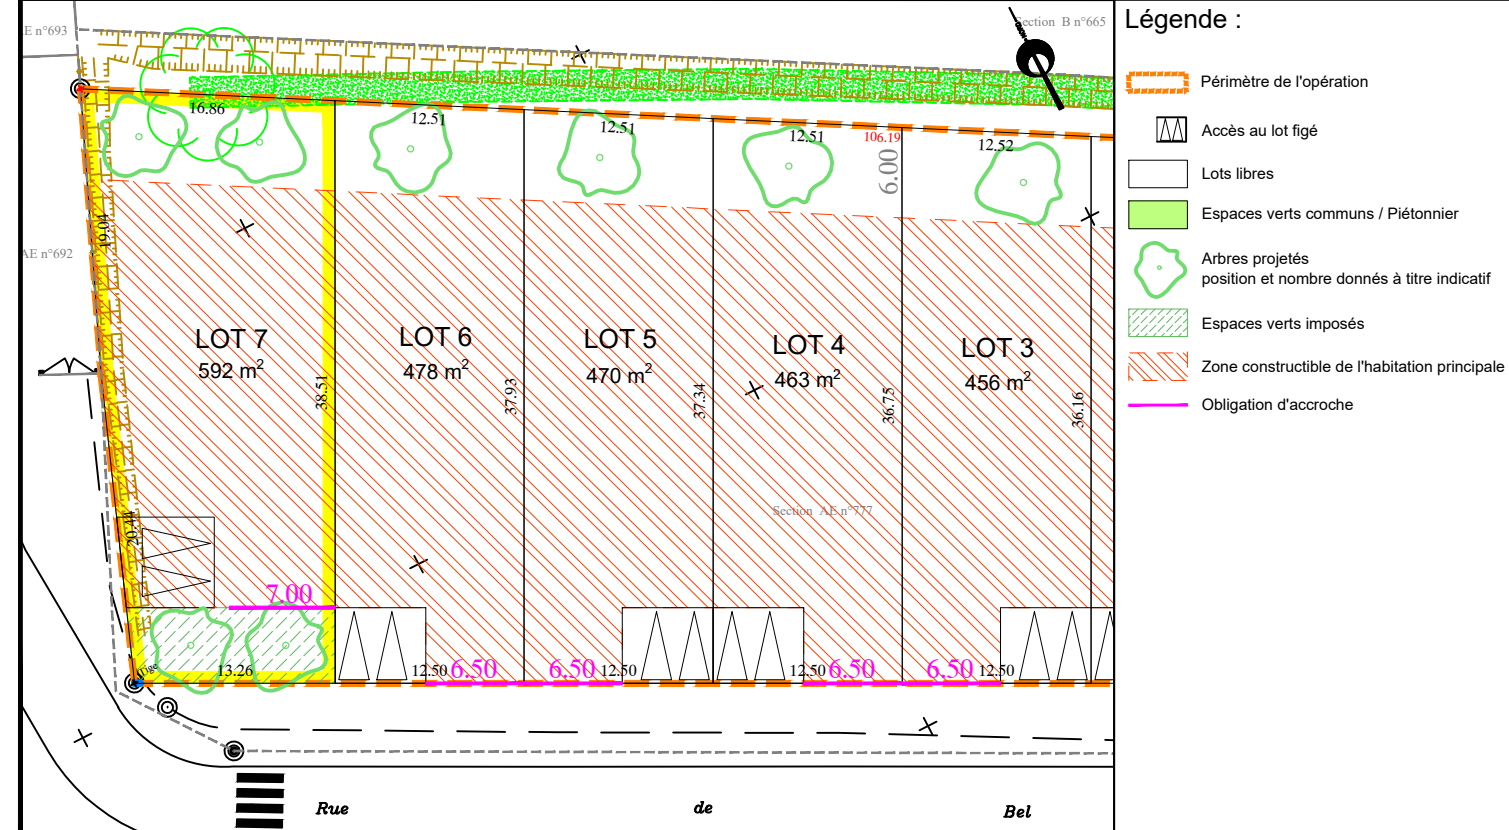 E n°693
Section B n°665
16.86
12.51
12.51
12.51
106.19
12.52
6.00
19.04
AE n°692
LOT 7
592 m²
LOT 6
478 m²
LOT 5
470 m²
LOT 4
463 m²
LOT 3
456 m²
38.51
37.93
37.34
36.75
36.16
Section AE n°777
20.44
7.00
Tige
13.26
12.50
6.50
6.50
12.50
12.50
6.50
6.50
12.50
Rue de Bel
Légende :
Périmètre de l'opération
Accès au lot figé
Lots libres
Espaces verts communs / Piétonnier
Arbres projetés
position et nombre donnés à titre indicatif
Espaces verts imposés
Zone constructible de l'habitation principale
Obligation d'accroche